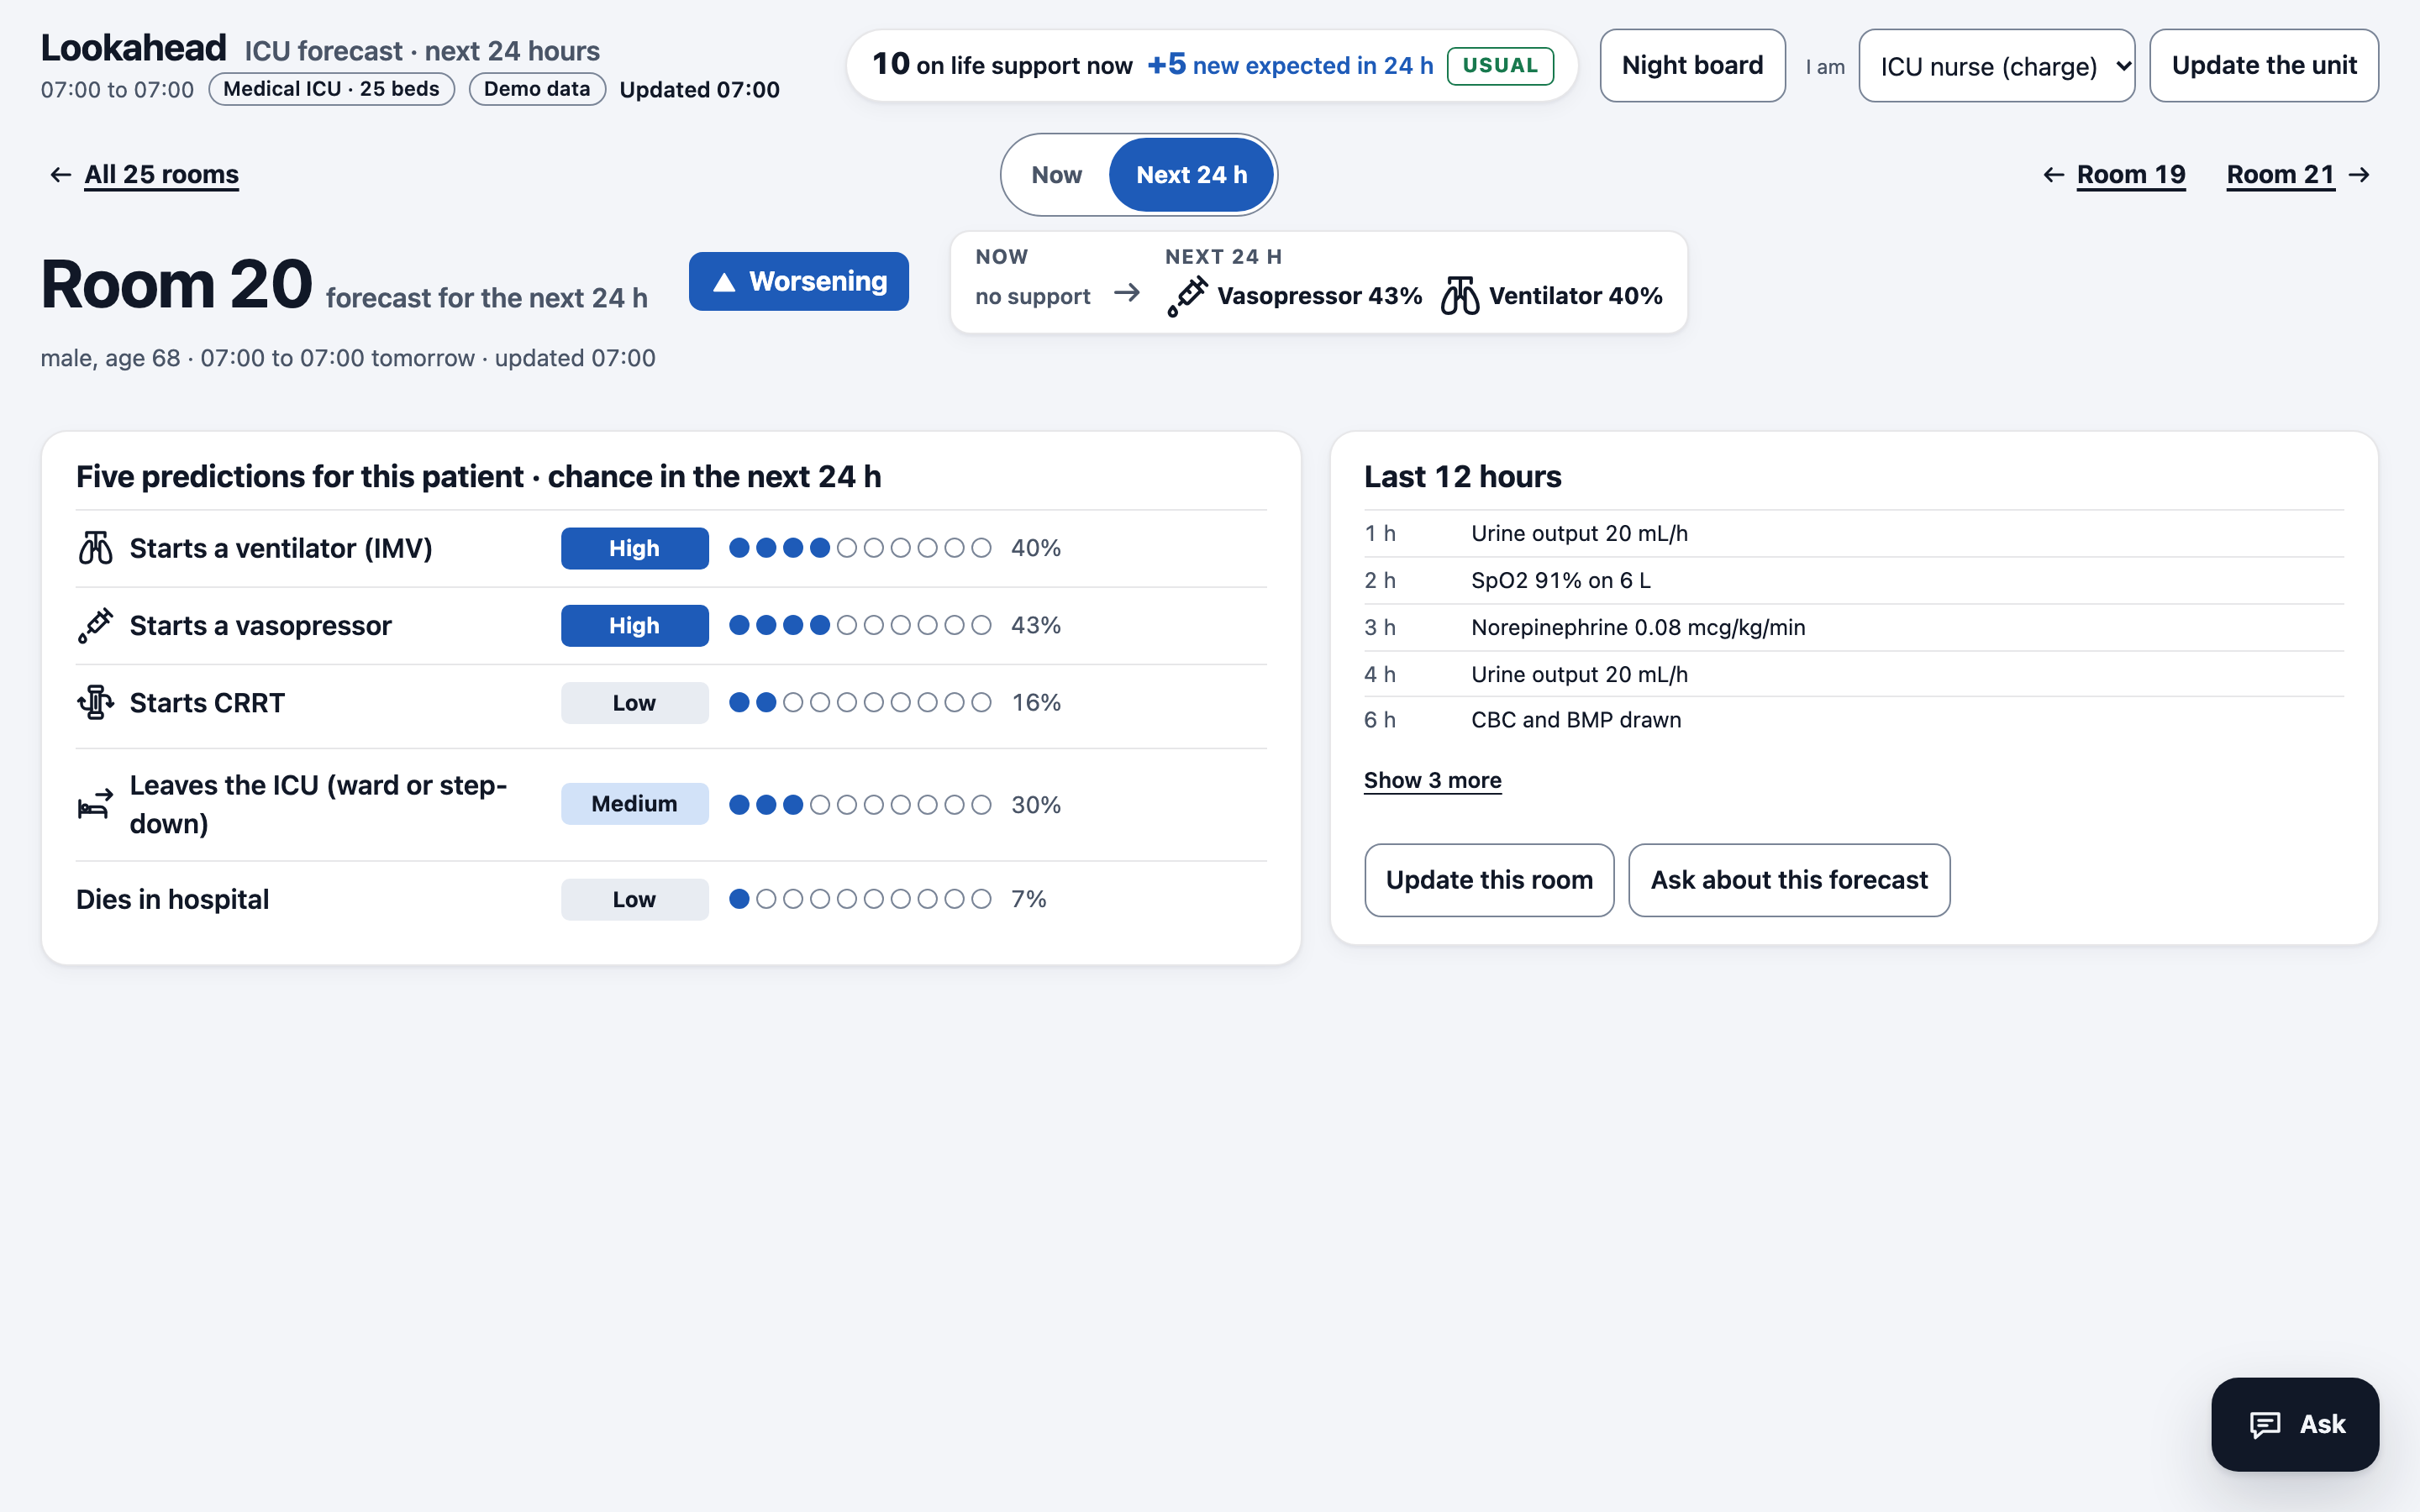 Lookahead ICU forecast · next 24 hours
07:00 to 07:00 Medical ICU · 25 beds Demo data Updated 07:00
10 on life support now +5 new expected in 24 h USUAL
Night board
I am ICU nurse (charge)
Update the unit
← All 25 rooms
Now Next 24 h
← Room 19 Room 21 →
Room 20 forecast for the next 24 h
▲ Worsening
NOW
no support →
NEXT 24 H
Vasopressor 43% Ventilator 40%
male, age 68 · 07:00 to 07:00 tomorrow · updated 07:00
Five predictions for this patient · chance in the next 24 h
Starts a ventilator (IMV) High 40%
Starts a vasopressor High 43%
Starts CRRT Low 16%
Leaves the ICU (ward or step-
down) Medium 30%
Dies in hospital Low 7%
Last 12 hours
1 h Urine output 20 mL/h
2 h SpO2 91% on 6 L
3 h Norepinephrine 0.08 mcg/kg/min
4 h Urine output 20 mL/h
6 h CBC and BMP drawn
Show 3 more
Update this room Ask about this forecast
Ask